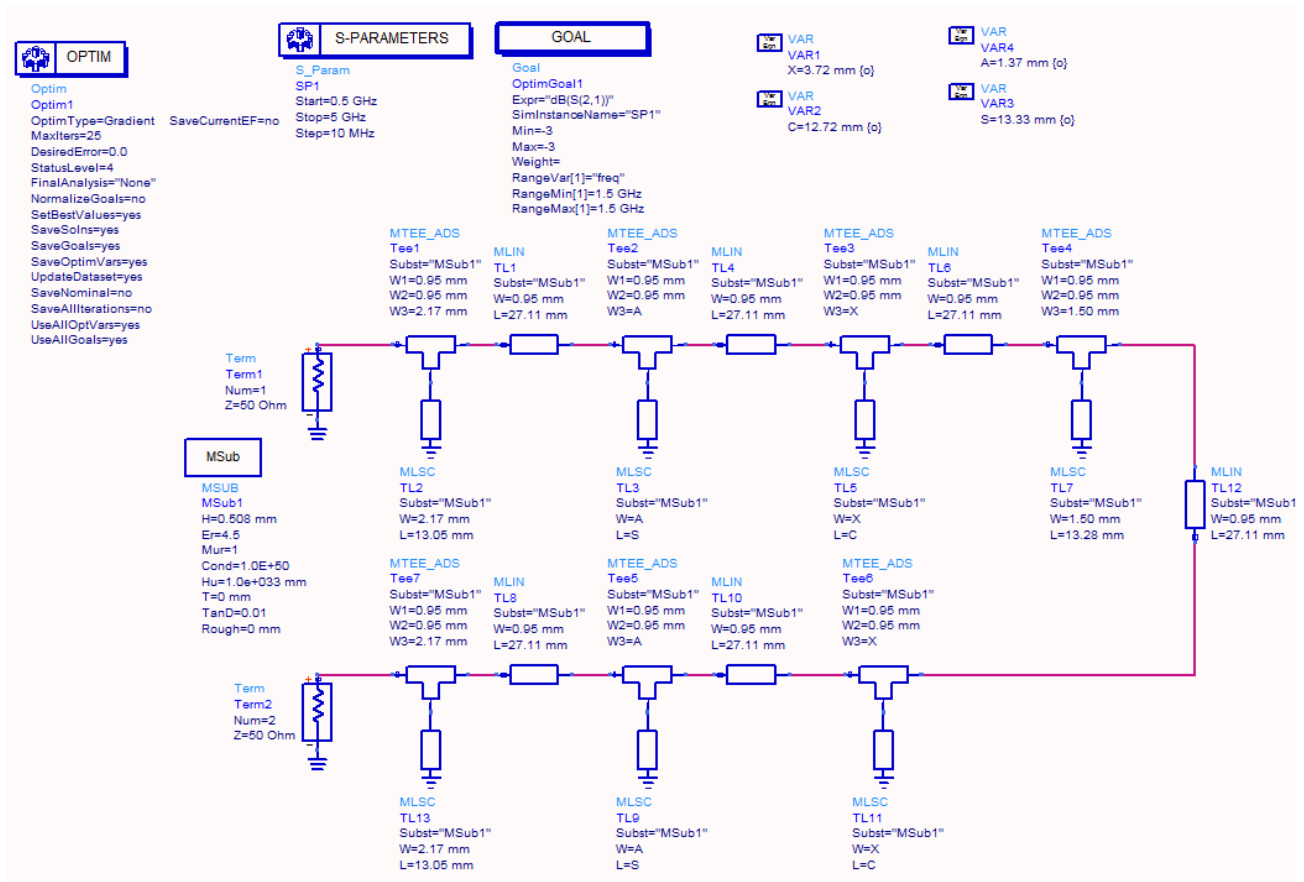 OPTIM
Optim
Optim1
OptimType=Gradient SaveCurrentEF=no
MaxIters=25
DesiredError=0.0
StatusLevel=4
FinalAnalysis="None"
NormalizeGoals=no
SetBestValues=yes
SaveSolns=yes
SaveGoals=yes
SaveOptimVars=yes
UpdateDataset=yes
SaveNominal=no
SaveAllIterations=no
UseAllOptVars=yes
UseAllGoals=yes
S-PARAMETERS
S_Param
SP1
Start=0.5 GHz
Stop=5 GHz
Step=10 MHz
GOAL
Goal
OptimGoal1
Expr="dB(S(2,1))"
SimInstanceName="SP1"
Min=-3
Max=-3
Weight=
RangeVar[1]="freq"
RangeMin[1]=1.5 GHz
RangeMax[1]=1.5 GHz
Var
Eqn
VAR
VAR1
X=3.72 mm {o}
Var
Eqn
VAR
VAR2
C=12.72 mm {o}
Var
Eqn
VAR
VAR4
A=1.37 mm {o}
Var
Eqn
VAR
VAR3
S=13.33 mm {o}
MTEE_ADS
Tee1
Subst="MSub1"
W1=0.95 mm
W2=0.95 mm
W3=2.17 mm
MLIN
TL1
Subst="MSub1"
W=0.95 mm
L=27.11 mm
MTEE_ADS
Tee2
Subst="MSub1"
W1=0.95 mm
W2=0.95 mm
W3=A
MLIN
TL4
Subst="MSub1"
W=0.95 mm
L=27.11 mm
MTEE_ADS
Tee3
Subst="MSub1"
W1=0.95 mm
W2=0.95 mm
W3=X
MLIN
TL6
Subst="MSub1"
W=0.95 mm
L=27.11 mm
MTEE_ADS
Tee4
Subst="MSub1"
W1=0.95 mm
W2=0.95 mm
W3=1.50 mm
Term
Term1
Num=1
Z=50 Ohm
MLSC
TL2
Subst="MSub1"
W=2.17 mm
L=13.05 mm
MLSC
TL3
Subst="MSub1"
W=A
L=S
MLSC
TL5
Subst="MSub1"
W=X
L=C
MLSC
TL7
Subst="MSub1"
W=1.50 mm
L=13.28 mm
MLIN
TL12
Subst="MSub1
W=0.95 mm
L=27.11 mm
MSub
MSUB
MSub1
H=0.508 mm
Er=4.5
Mur=1
Cond=1.0E+50
Hu=1.0e+033 mm
T=0 mm
TanD=0.01
Rough=0 mm
MTEE_ADS
Tee7
Subst="MSub1"
W1=0.95 mm
W2=0.95 mm
W3=2.17 mm
MLIN
TL8
Subst="MSub1"
W=0.95 mm
L=27.11 mm
MTEE_ADS
Tee5
Subst="MSub1"
W1=0.95 mm
W2=0.95 mm
W3=A
MLIN
TL10
Subst="MSub1"
W=0.95 mm
L=27.11 mm
MTEE_ADS
Tee6
Subst="MSub1"
W1=0.95 mm
W2=0.95 mm
W3=X
Term
Term2
Num=2
Z=50 Ohm
MLSC
TL13
Subst="MSub1"
W=2.17 mm
L=13.05 mm
MLSC
TL9
Subst="MSub1"
W=A
L=S
MLSC
TL11
Subst="MSub1"
W=X
L=C